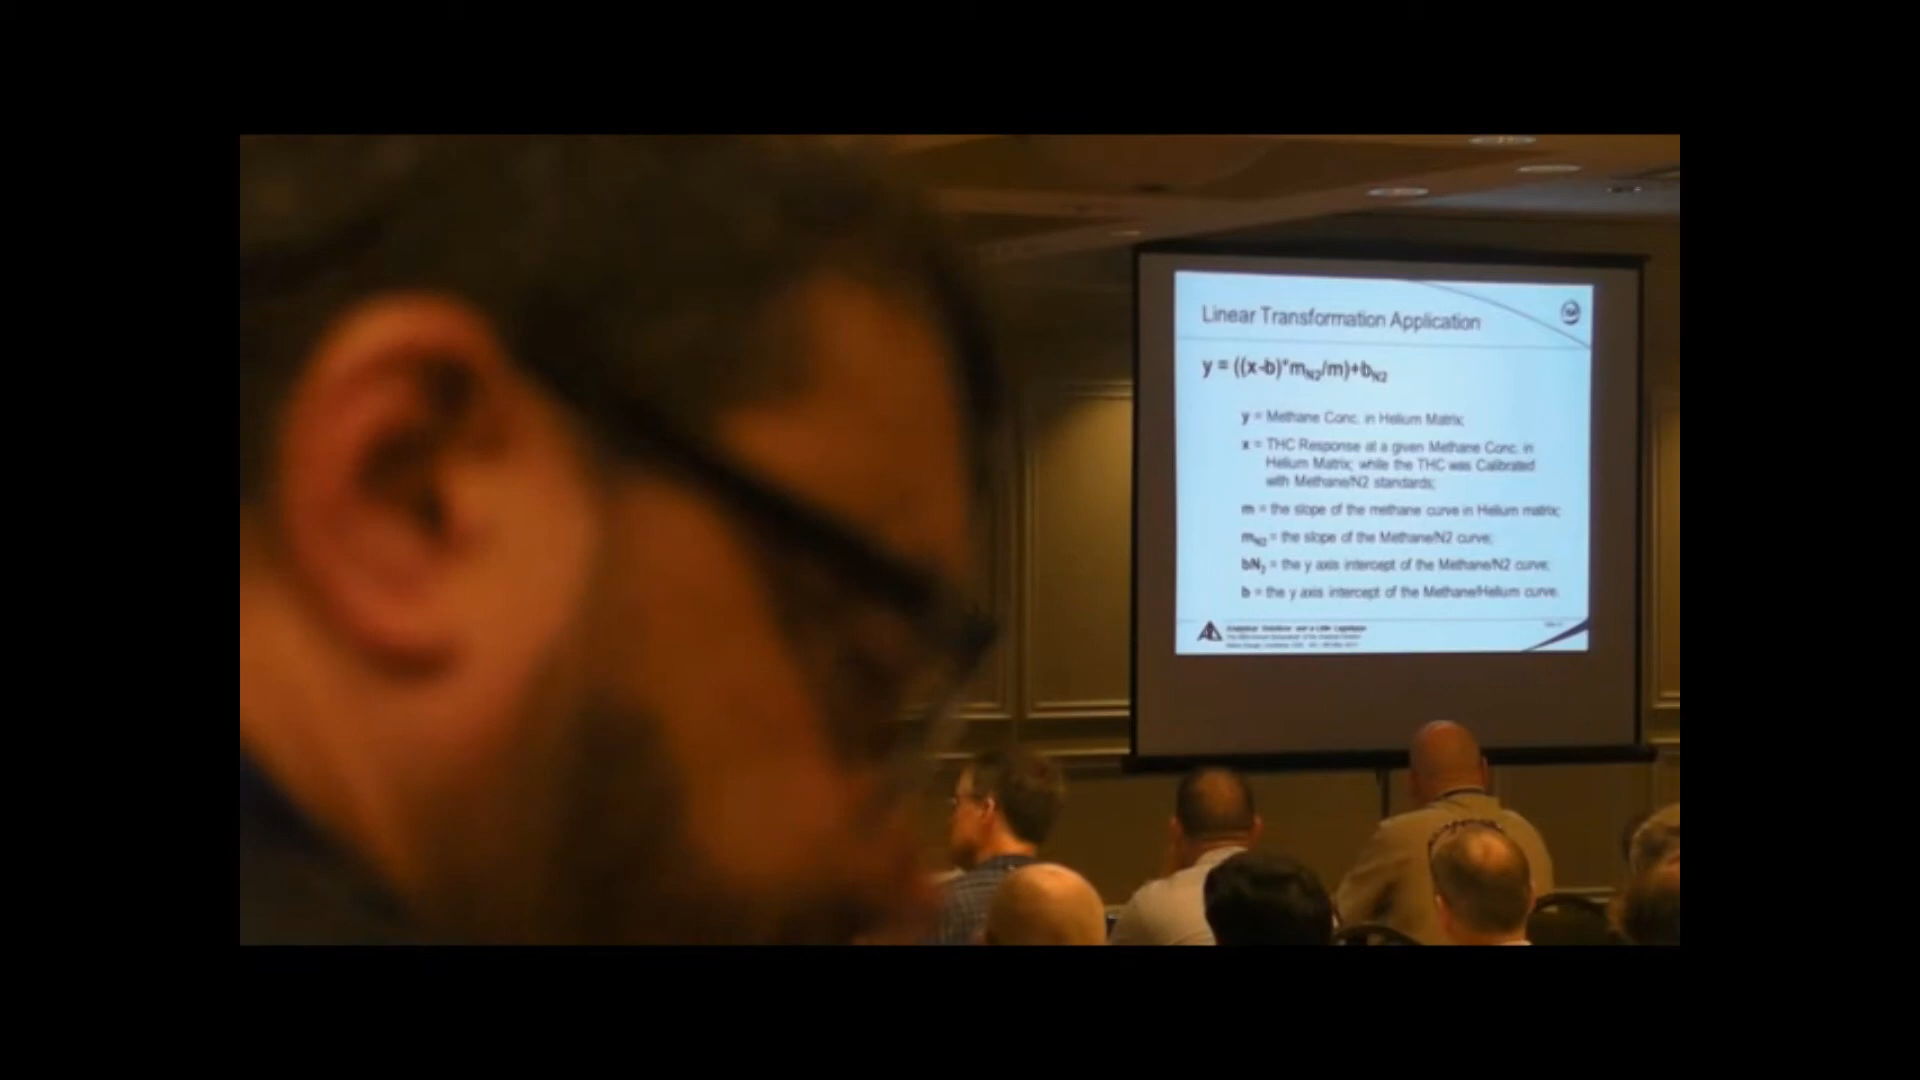 Linear Transformation Application
y = ((x-b)*mN2/m)+bN2
y = Methane Conc. in Helium Matrix;
x = THC Response at a given Methane Conc. in
Helium Matrix; while the THC was Calibrated
with Methane/N2 standards;
m = the slope of the methane curve in Helium matrix;
mN2 = the slope of the Methane/N2 curve;
bN2 = the y axis intercept of the Methane/N2 curve;
b = the y axis intercept of the Methane/Helium curve.